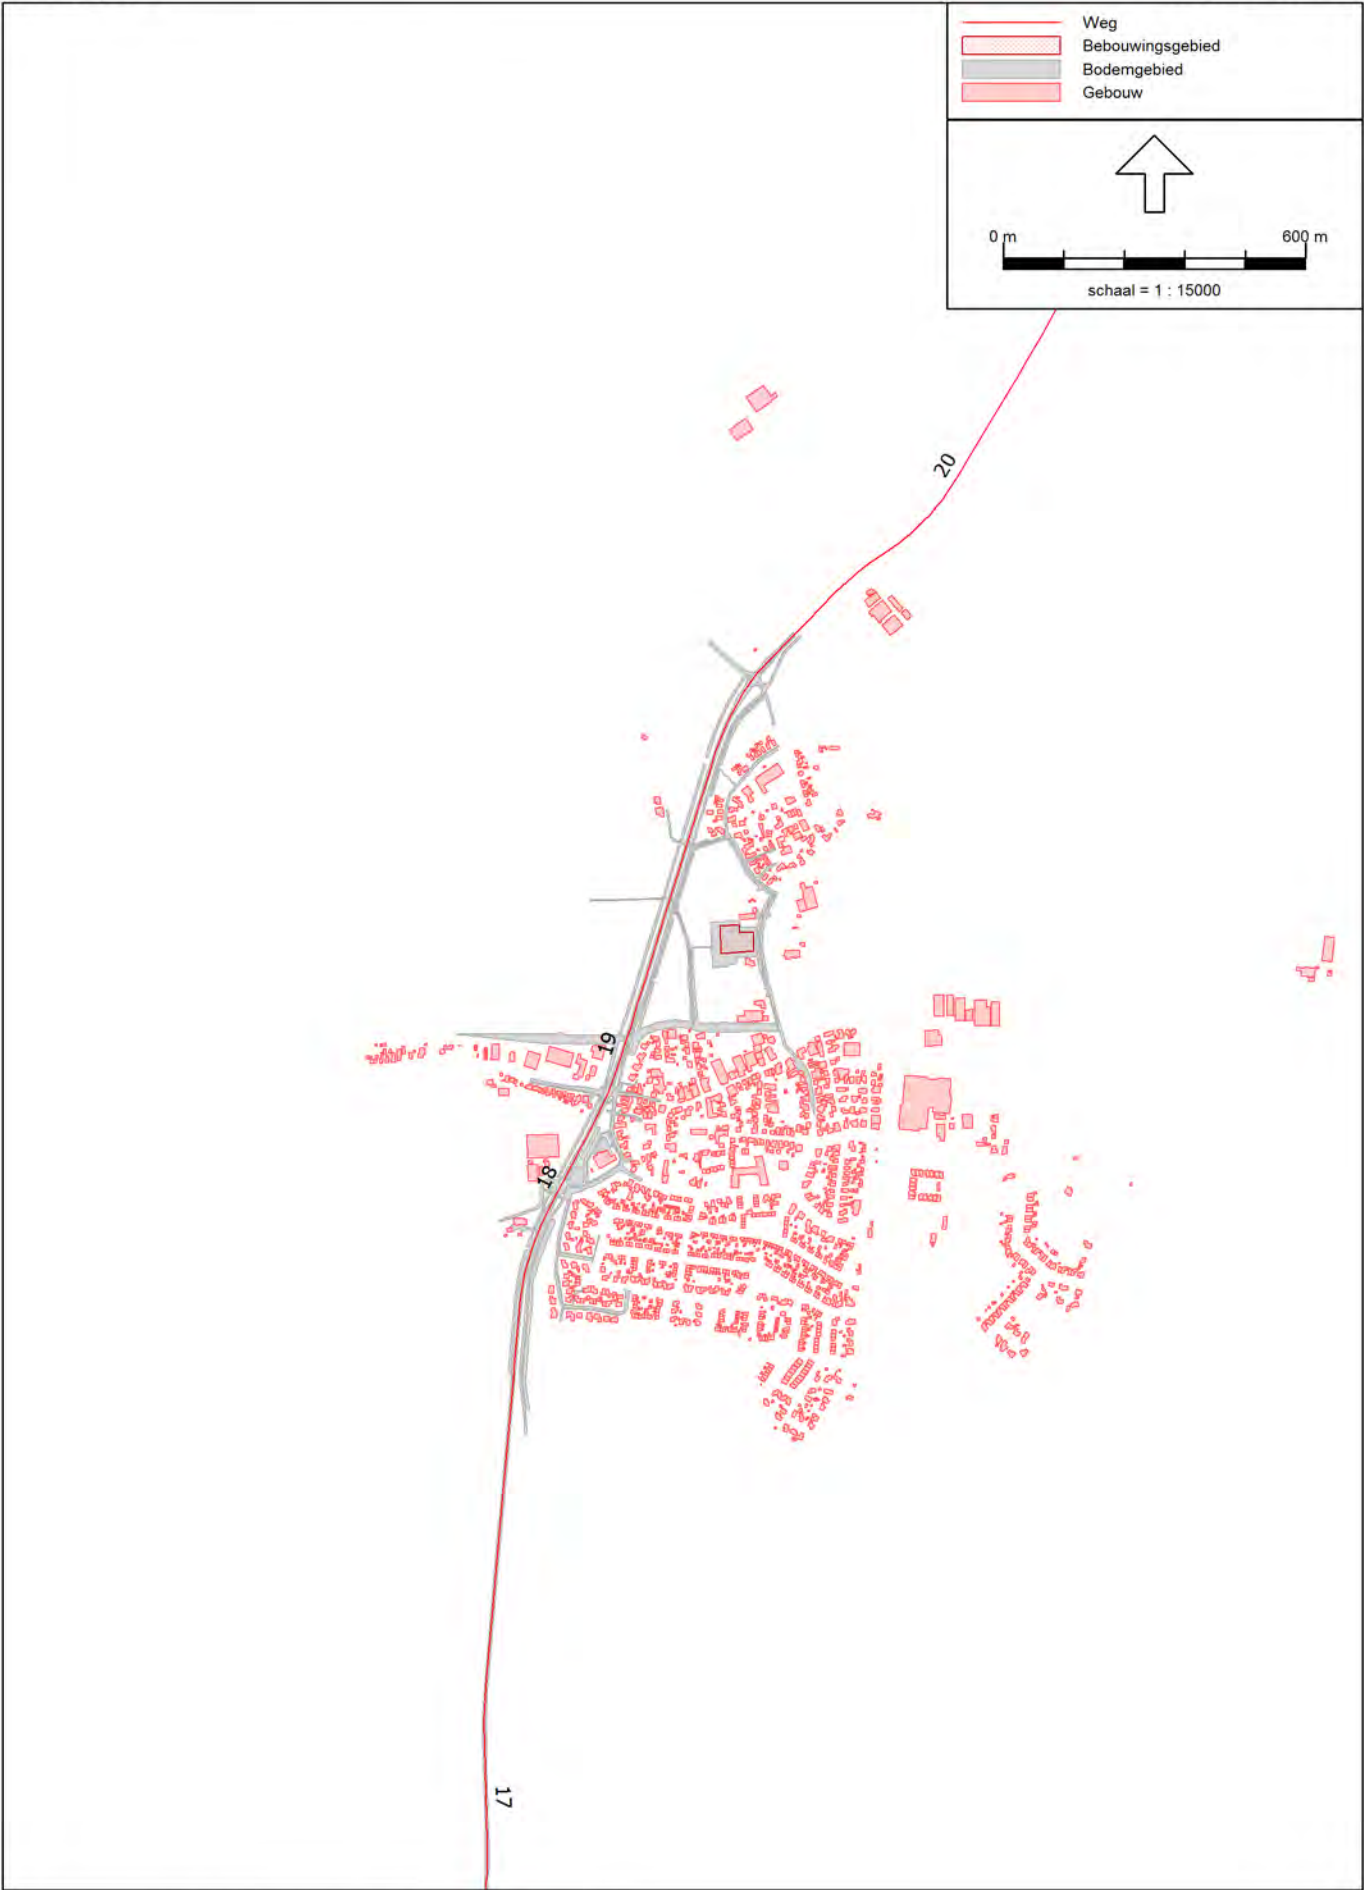 Weg
Bebouwingsgebied
Bodemgebied
Gebouw
0 m 600 m
schaal = 1 : 15000
20
19
18
17